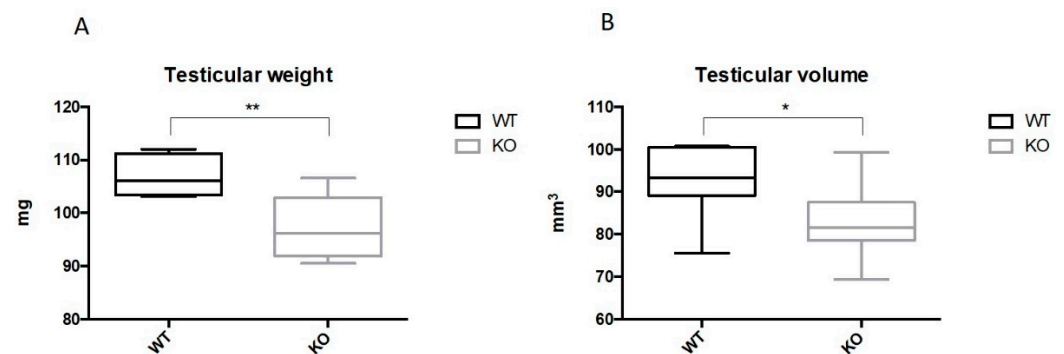 A
Testicular weight
**
120
110
100
90
80
mg
WT
KO
WT
KO
B
Testicular volume
*
110
100
90
80
70
60
mm³
WT
KO
WT
KO